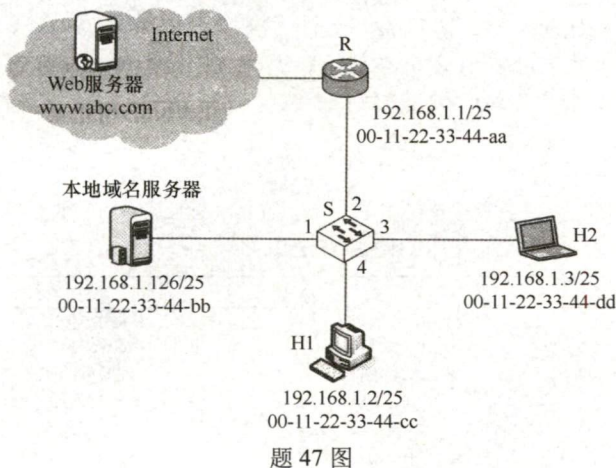 Internet
R
Web服务器
www.abc.com
192.168.1.1/25
00-11-22-33-44-aa
本地域名服务器
S
2
1
3
H2
4
192.168.1.126/25
00-11-22-33-44-bb
192.168.1.3/25
00-11-22-33-44-dd
H1
192.168.1.2/25
00-11-22-33-44-cc
题 47 图